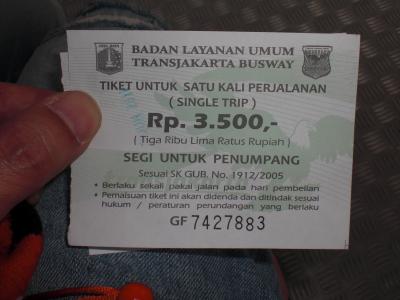 BADAN LAYANAN UMUM
TRANSJAKARTA BUSWAY
TIKET UNTUK SATU KALI PERJALANAN
( SINGLE TRIP )
Rp. 3.500,-
( Tiga Ribu Lima Ratus Rupiah )
SEGI UNTUK PENUMPANG
Sesuai SK GUB. No. 1912/2005
• Berlaku sekali pakai jalan pada hari pembelian
• Pemalsuan tiket ini akan didenda dan ditindak sesuai
hukum / peraturan perundangan yang berlaku
GF 7427883